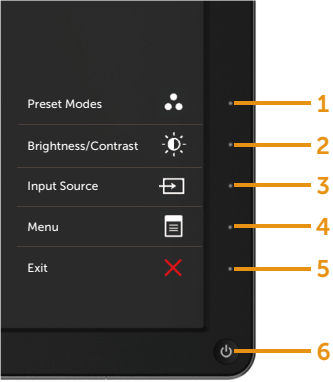 Preset Modes 1
Brightness/Contrast 2
Input Source 3
Menu 4
Exit 5
6